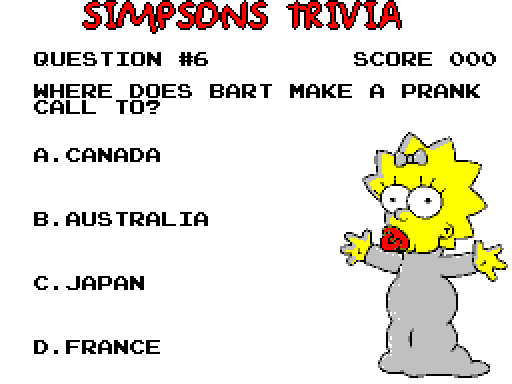 SIMPSONS TRIVIA
QUESTION #6 SCORE 000
WHERE DOES BART MAKE A PRANK
CALL TO?
A.CANADA
B.AUSTRALIA
C.JAPAN
D.FRANCE